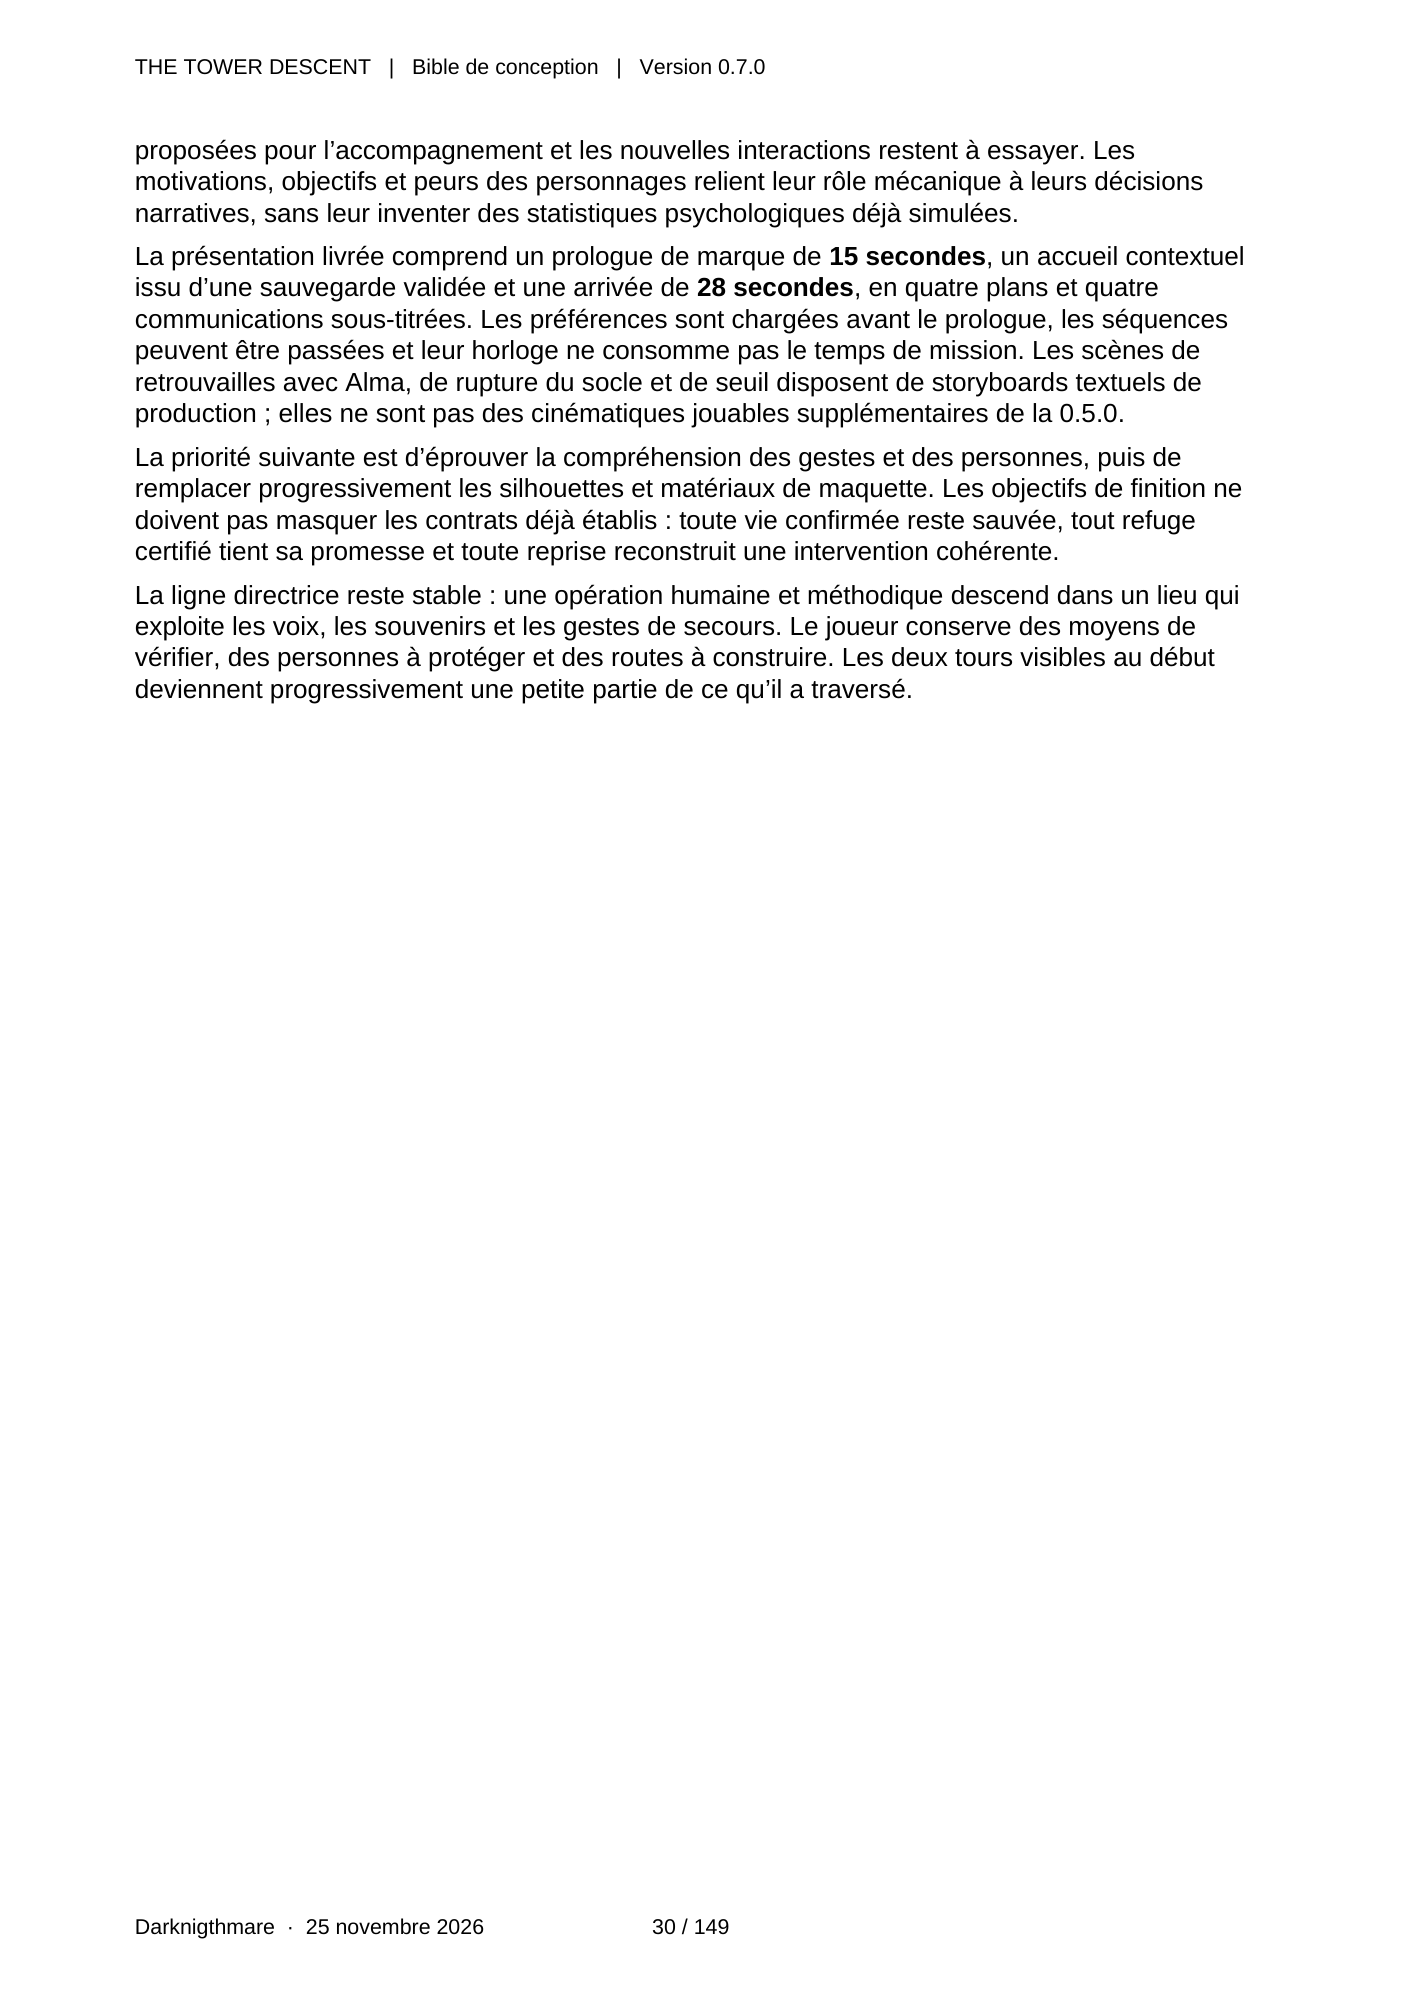 THE TOWER DESCENT | Bible de conception | Version 0.7.0
proposées pour l’accompagnement et les nouvelles interactions restent à essayer. Les
motivations, objectifs et peurs des personnages relient leur rôle mécanique à leurs décisions
narratives, sans leur inventer des statistiques psychologiques déjà simulées.
La présentation livrée comprend un prologue de marque de 15 secondes, un accueil contextuel
issu d’une sauvegarde validée et une arrivée de 28 secondes, en quatre plans et quatre
communications sous-titrées. Les préférences sont chargées avant le prologue, les séquences
peuvent être passées et leur horloge ne consomme pas le temps de mission. Les scènes de
retrouvailles avec Alma, de rupture du socle et de seuil disposent de storyboards textuels de
production ; elles ne sont pas des cinématiques jouables supplémentaires de la 0.5.0.
La priorité suivante est d’éprouver la compréhension des gestes et des personnes, puis de
remplacer progressivement les silhouettes et matériaux de maquette. Les objectifs de finition ne
doivent pas masquer les contrats déjà établis : toute vie confirmée reste sauvée, tout refuge
certifié tient sa promesse et toute reprise reconstruit une intervention cohérente.
La ligne directrice reste stable : une opération humaine et méthodique descend dans un lieu qui
exploite les voix, les souvenirs et les gestes de secours. Le joueur conserve des moyens de
vérifier, des personnes à protéger et des routes à construire. Les deux tours visibles au début
deviennent progressivement une petite partie de ce qu’il a traversé.
Darknigthmare · 25 novembre 2026 30 / 149